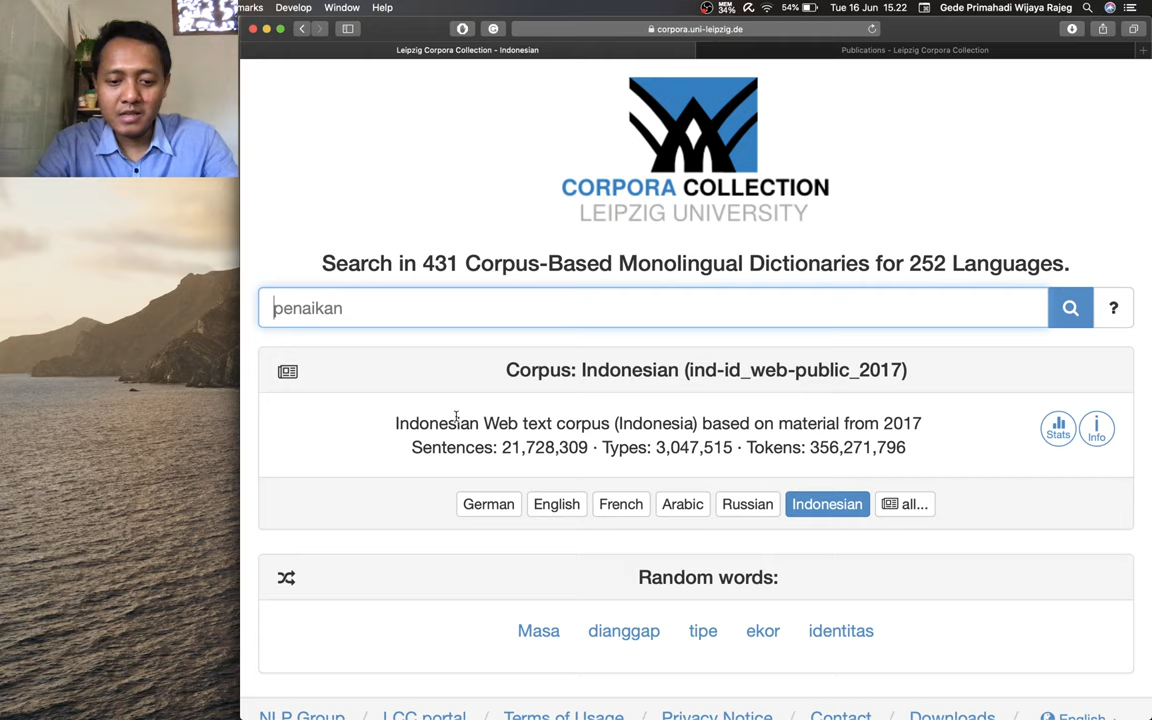 marks Develop Window Help MEM 34% 54% Tue 16 Jun 15.22 Gede Primahadi Wijaya Rajeg
corpora.uni-leipzig.de
Leipzig Corpora Collection - Indonesian Publications - Leipzig Corpora Collection
CORPORA COLLECTION
LEIPZIG UNIVERSITY
Search in 431 Corpus-Based Monolingual Dictionaries for 252 Languages.
penaikan ?
Corpus: Indonesian (ind-id_web-public_2017)
Indonesian Web text corpus (Indonesia) based on material from 2017
Sentences: 21,728,309 · Types: 3,047,515 · Tokens: 356,271,796
Stats Info
German English French Arabic Russian Indonesian all...
Random words:
Masa dianggap tipe ekor identitas
NLP Group / LCC portal / Terms of Usage / Privacy Notice / Contact / Downloads / English